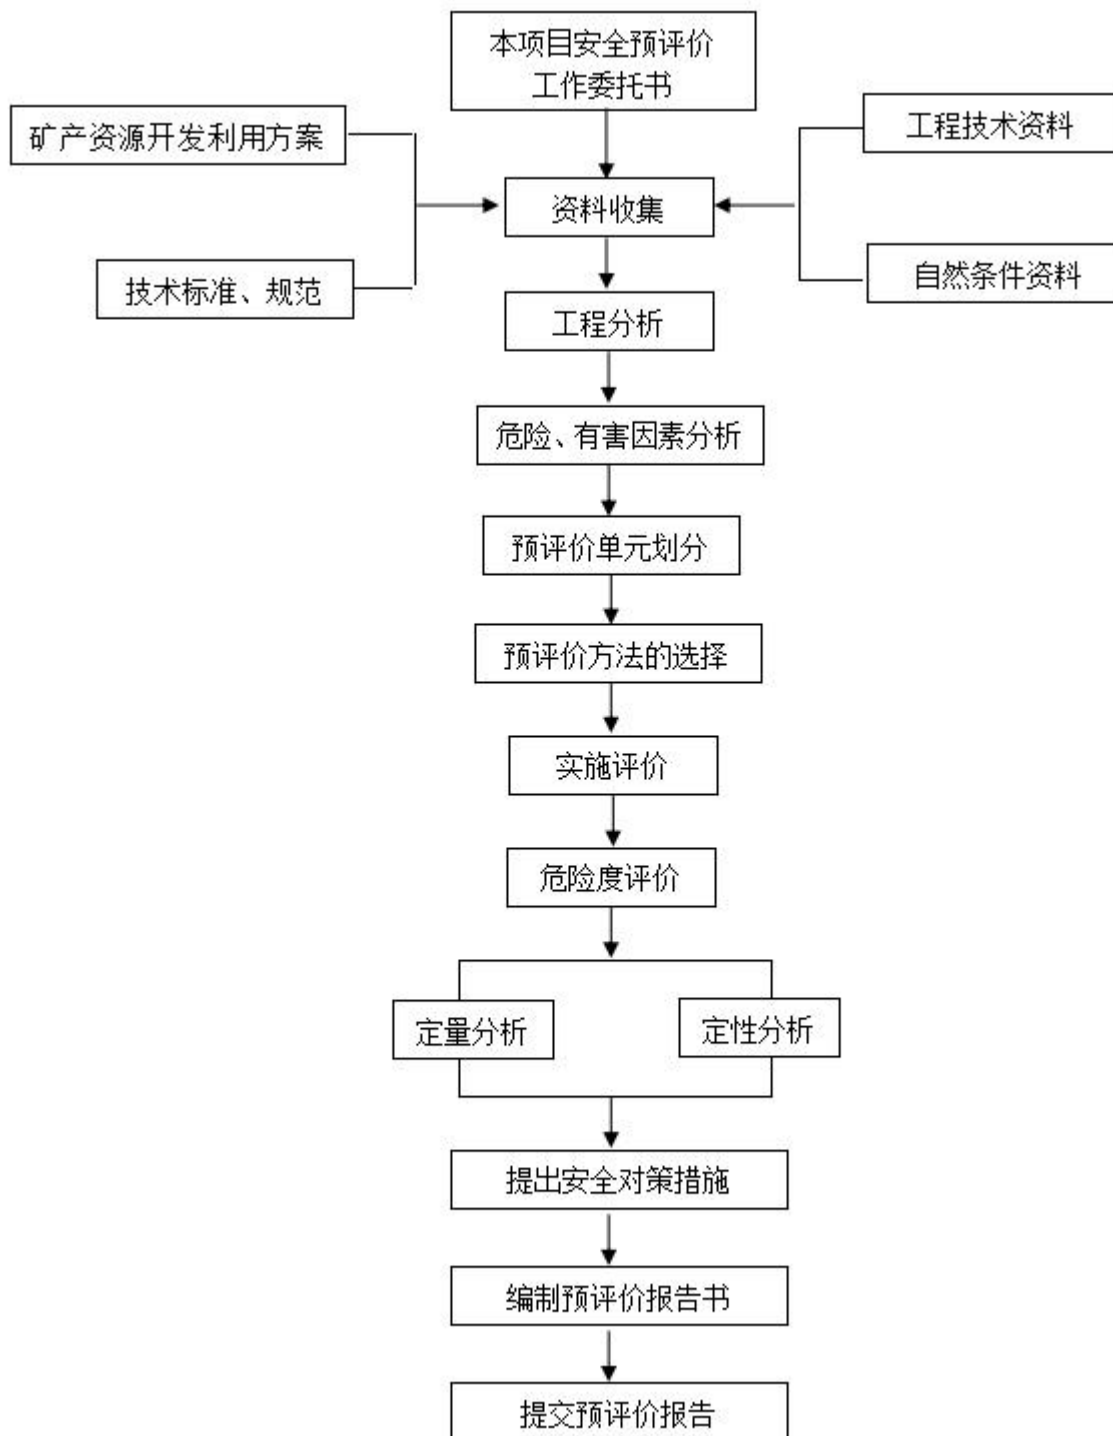 本项目安全预评价
工作委托书
矿产资源开发利用方案
工程技术资料
资料收集
技术标准、规范
自然条件资料
工程分析
危险、有害因素分析
预评价单元划分
预评价方法的选择
实施评价
危险度评价
定量分析
定性分析
提出安全对策措施
编制预评价报告书
提交预评价报告